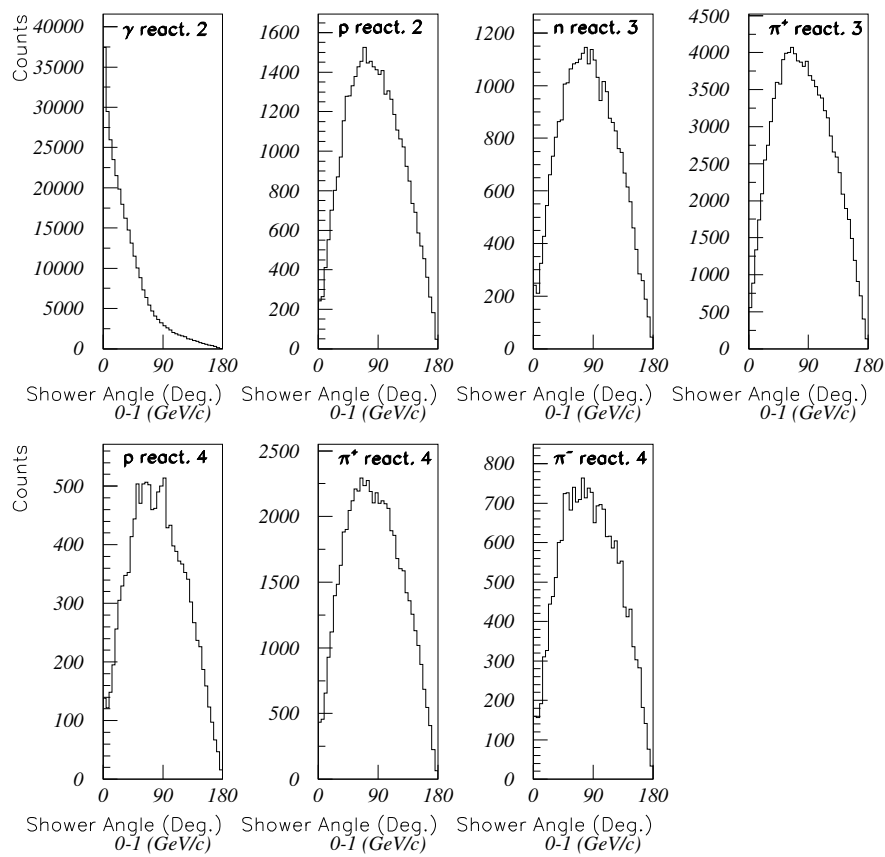 Counts
γ react. 2
40000
35000
30000
25000
20000
15000
10000
5000
0
0 90 180
Shower Angle (Deg.)
0-1 (GeV/c)
p react. 2
1600
1400
1200
1000
800
600
400
200
0
0 90 180
Shower Angle (Deg.)
0-1 (GeV/c)
n react. 3
1200
1000
800
600
400
200
0
0 90 180
Shower Angle (Deg.)
0-1 (GeV/c)
π⁺ react. 3
4500
4000
3500
3000
2500
2000
1500
1000
500
0
0 90 180
Shower Angle (Deg.)
0-1 (GeV/c)
Counts
p react. 4
500
400
300
200
100
0
0 90 180
Shower Angle (Deg.)
0-1 (GeV/c)
π⁺ react. 4
2500
2000
1500
1000
500
0
0 90 180
Shower Angle (Deg.)
0-1 (GeV/c)
π⁻ react. 4
800
700
600
500
400
300
200
100
0
0 90 180
Shower Angle (Deg.)
0-1 (GeV/c)